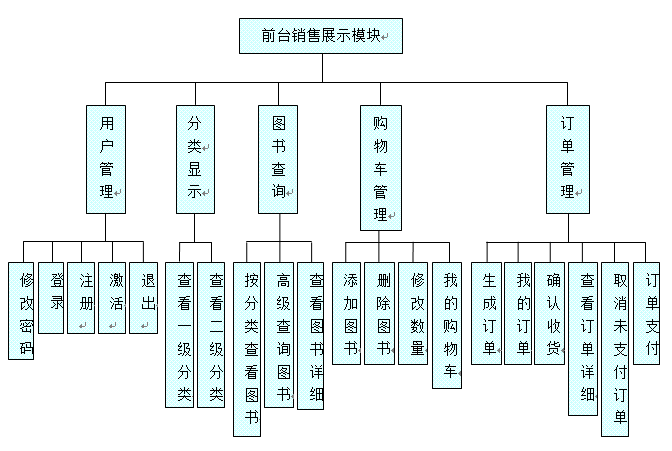 前台销售展示模块
用户管理
分类显示
图书查询
购物车管理
订单管理
修改密码
登录
注册
激活
退出
查看一级分类
查看二级分类
按分类查看图书
高级查询图书
查看图书详细
添加图书
删除图书
修改数量
我的购物车
生成订单
我的订单
确认收货
查看订单详细
取消未支付订单
订单支付